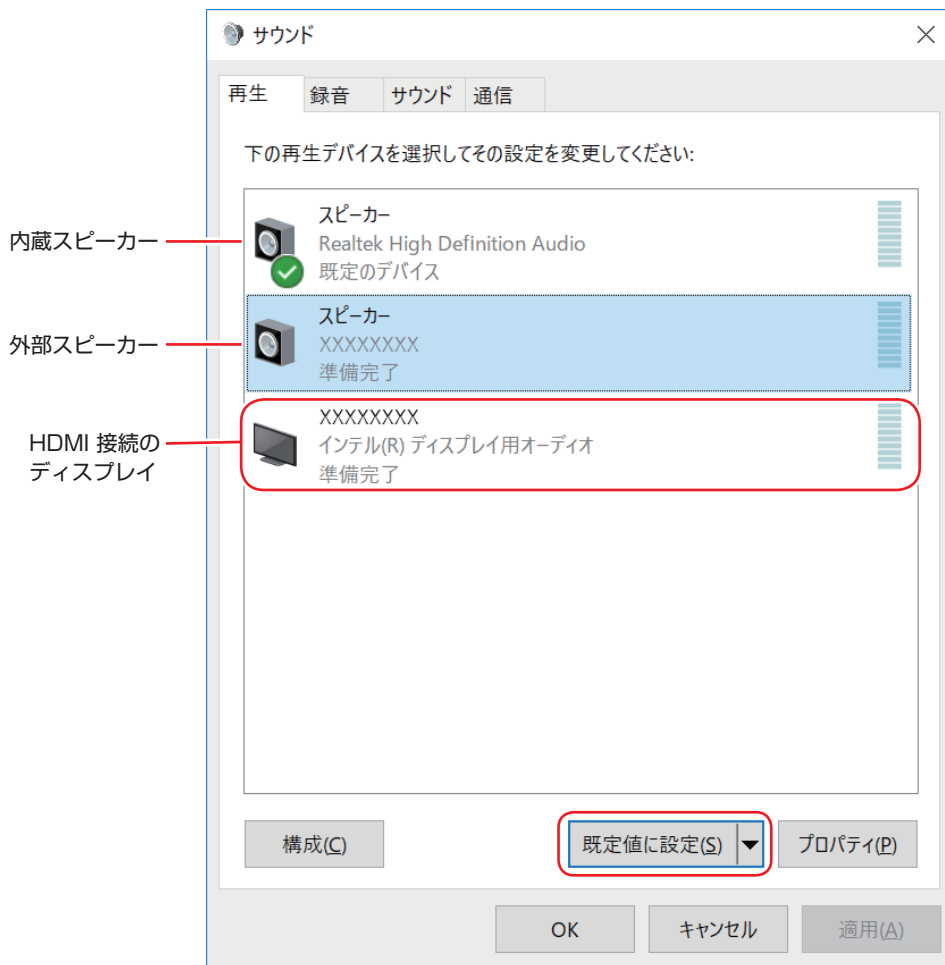 サウンド
再生 録音 サウンド 通信
下の再生デバイスを選択してその設定を変更してください:
内蔵スピーカー
スピーカー
Realtek High Definition Audio
既定のデバイス
外部スピーカー
スピーカー
XXXXXXXX
準備完了
HDMI 接続の
ディスプレイ
XXXXXXXX
インテル(R) ディスプレイ用オーディオ
準備完了
構成(C) 既定値に設定(S) プロパティ(P)
OK キャンセル 適用(A)